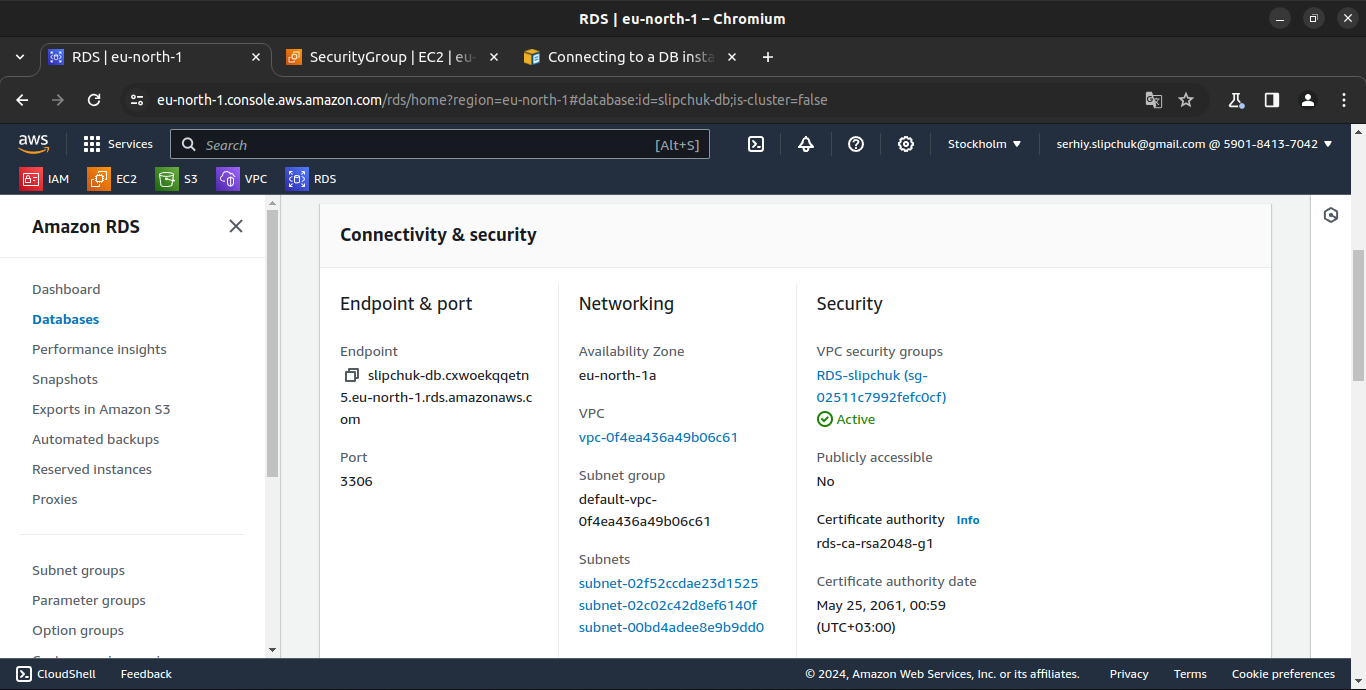 RDS | eu-north-1 – Chromium
RDS | eu-north-1
SecurityGroup | EC2 | eu-
Connecting to a DB insta
eu-north-1.console.aws.amazon.com/rds/home?region=eu-north-1#database:id=slipchuk-db;is-cluster=false
aws
Services
Search
[Alt+S]
Stockholm
serhiy.slipchuk@gmail.com @ 5901-8413-7042
IAM
EC2
S3
VPC
RDS
Amazon RDS
Dashboard
Databases
Performance insights
Snapshots
Exports in Amazon S3
Automated backups
Reserved instances
Proxies
Subnet groups
Parameter groups
Option groups
Connectivity & security
Endpoint & port
Endpoint
slipchuk-db.cxwoekqqetn
5.eu-north-1.rds.amazonaws.c
om
Port
3306
Networking
Availability Zone
eu-north-1a
VPC
vpc-0f4ea436a49b06c61
Subnet group
default-vpc-
0f4ea436a49b06c61
Subnets
subnet-02f52ccdae23d1525
subnet-02c02c42d8ef6140f
subnet-00bd4adee8e9b9dd0
Security
VPC security groups
RDS-slipchuk (sg-
02511c7992fefc0cf)
Active
Publicly accessible
No
Certificate authority Info
rds-ca-rsa2048-g1
Certificate authority date
May 25, 2061, 00:59
(UTC+03:00)
CloudShell
Feedback
© 2024, Amazon Web Services, Inc. or its affiliates.
Privacy
Terms
Cookie preferences